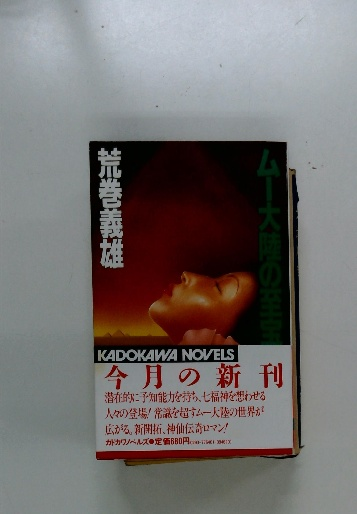 ムー大陸の至宝
荒巻義雄
KADOKAWA NOVELS
今月の新刊
潜在的に予知能力を持ち、七福神を想わせる
人々の登場!常識を超すムー大陸の世界が
広がる。新開拓、神仙伝奇ロマン!
カドカワノベルズ●定価680円